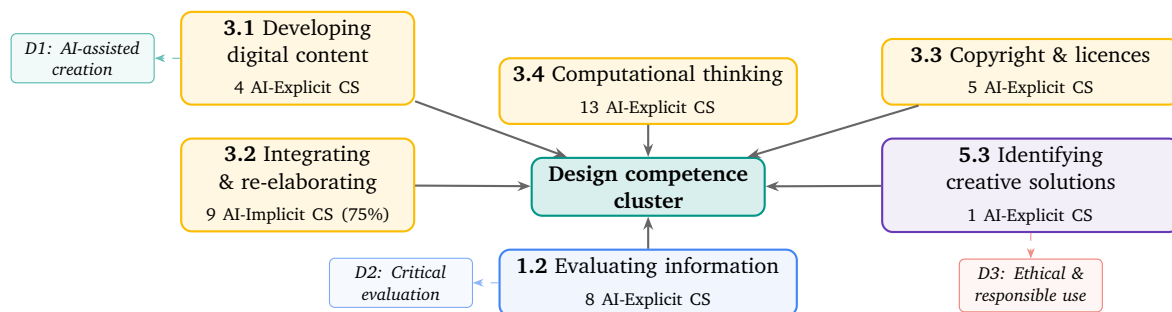 D1: AI-assisted
creation
3.1 Developing
digital content
4 AI-Explicit CS
3.4 Computational thinking
13 AI-Explicit CS
3.3 Copyright & licences
5 AI-Explicit CS
3.2 Integrating
& re-elaborating
9 AI-Implicit CS (75%)
Design competence
cluster
5.3 Identifying
creative solutions
1 AI-Explicit CS
D2: Critical
evaluation
1.2 Evaluating information
8 AI-Explicit CS
D3: Ethical &
responsible use